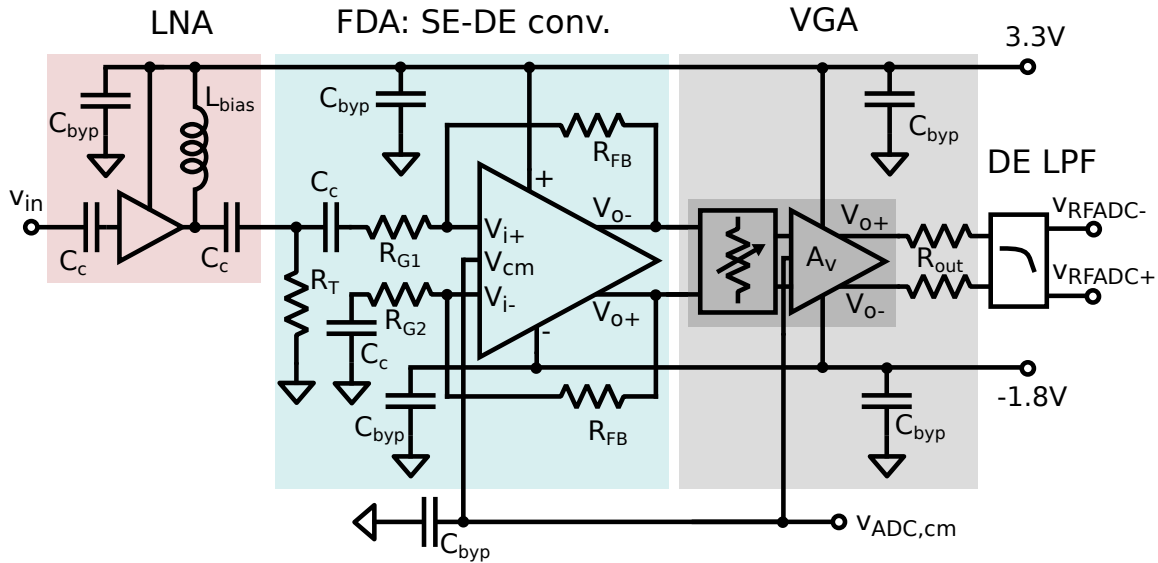 LNA
FDA: SE-DE conv.
VGA
3.3V
Cbyp
Lbias
Cbyp
RFB
Cbyp
DE LPF
vin
Cc
Cc
Cc
RG1
RT
RG2
Cc
+
Vi+
Vcm
Vi-
-
Vo-
Vo+
Av
Vo+
Vo-
Rout
vRFADC-
vRFADC+
Cbyp
RFB
Cbyp
-1.8V
Cbyp
vADC,cm